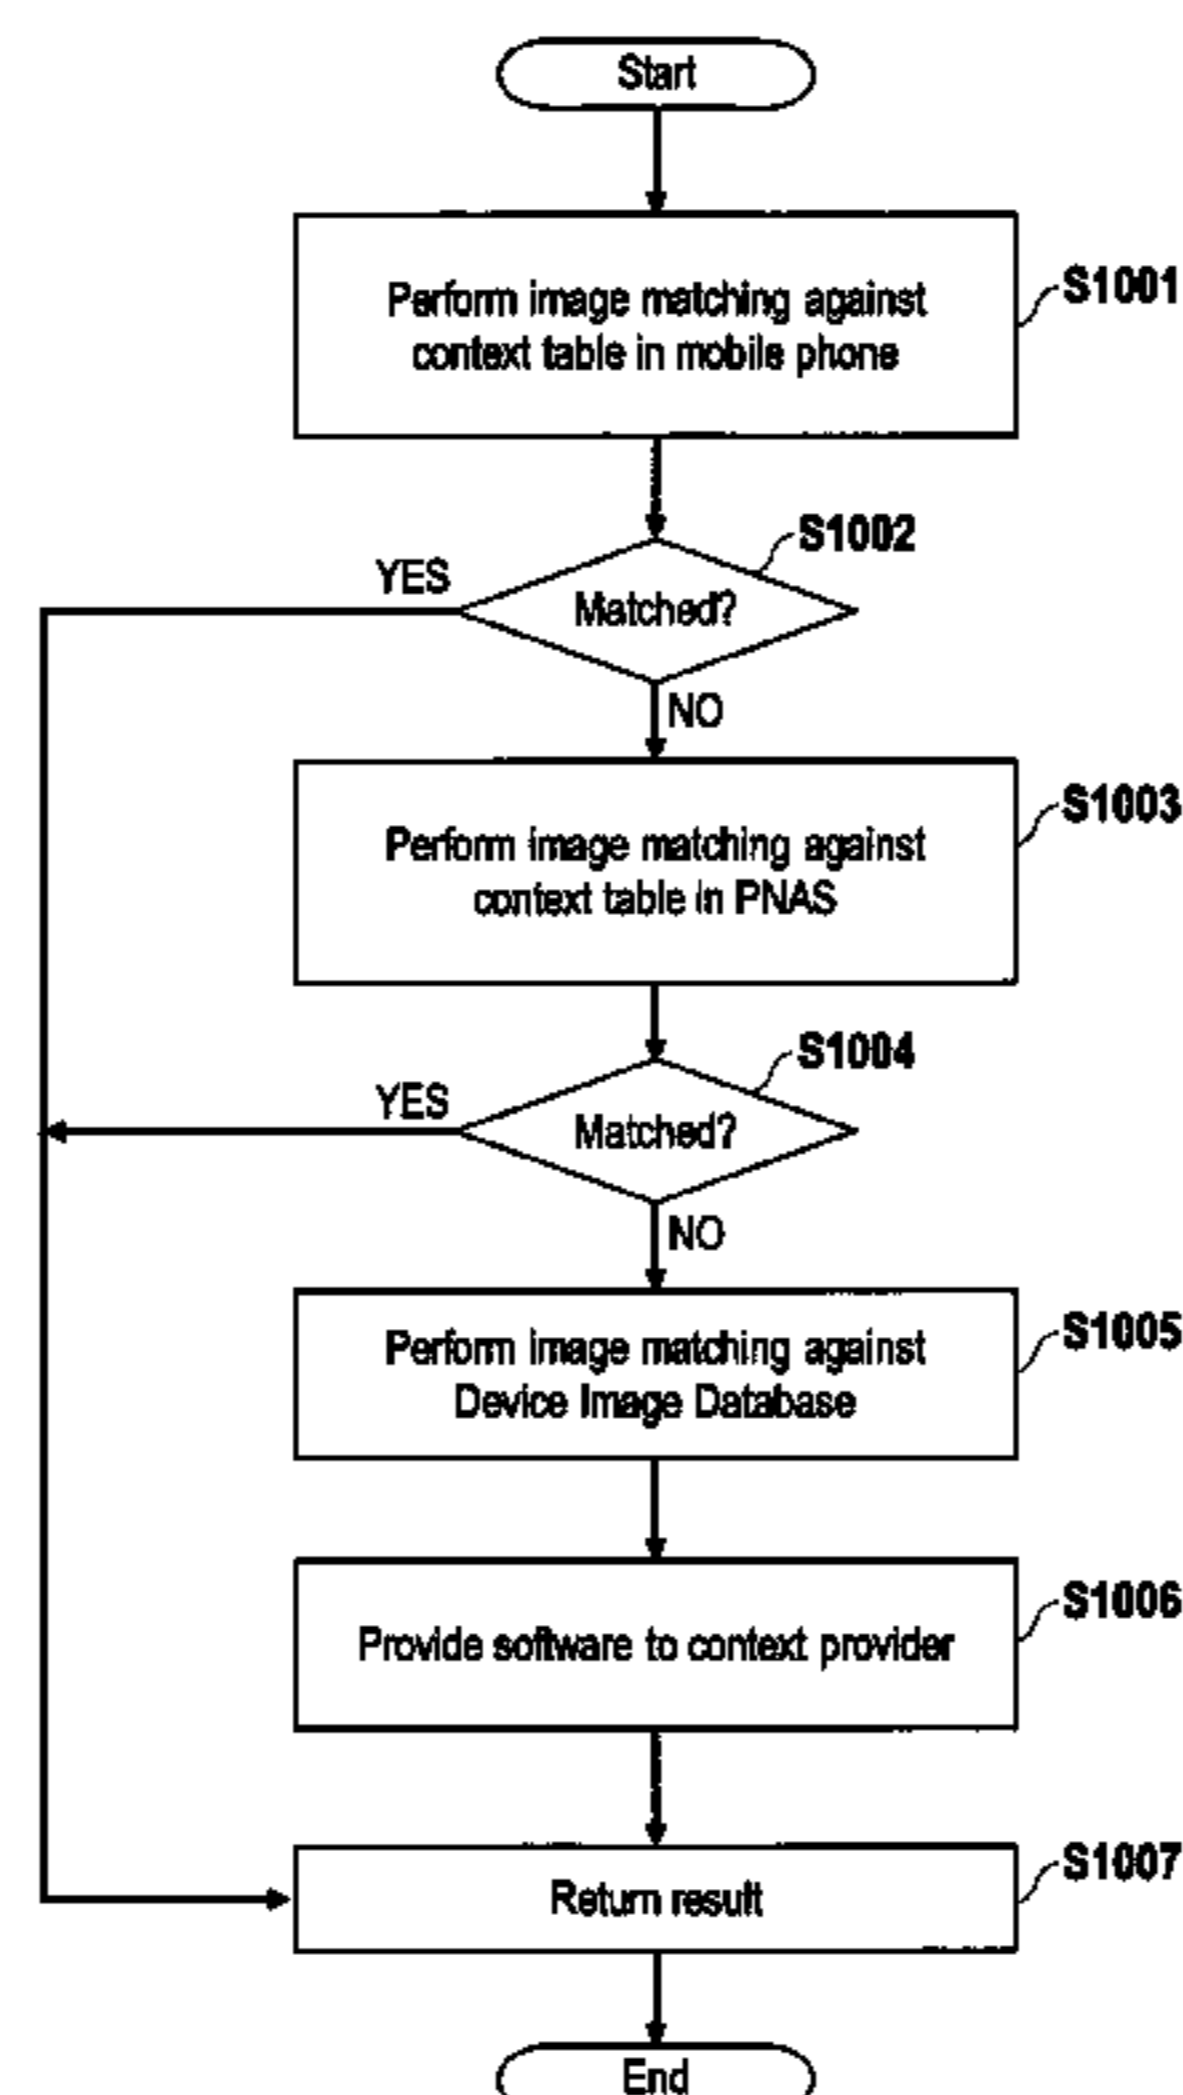 Start
Perform image matching against
context table in mobile phone
S1001
S1002
YES
Matched?
NO
Perform image matching against
context table in PNAS
S1003
S1004
YES
Matched?
NO
Perform image matching against
Device Image Database
S1005
Provide software to context provider
S1006
Return result
S1007
End